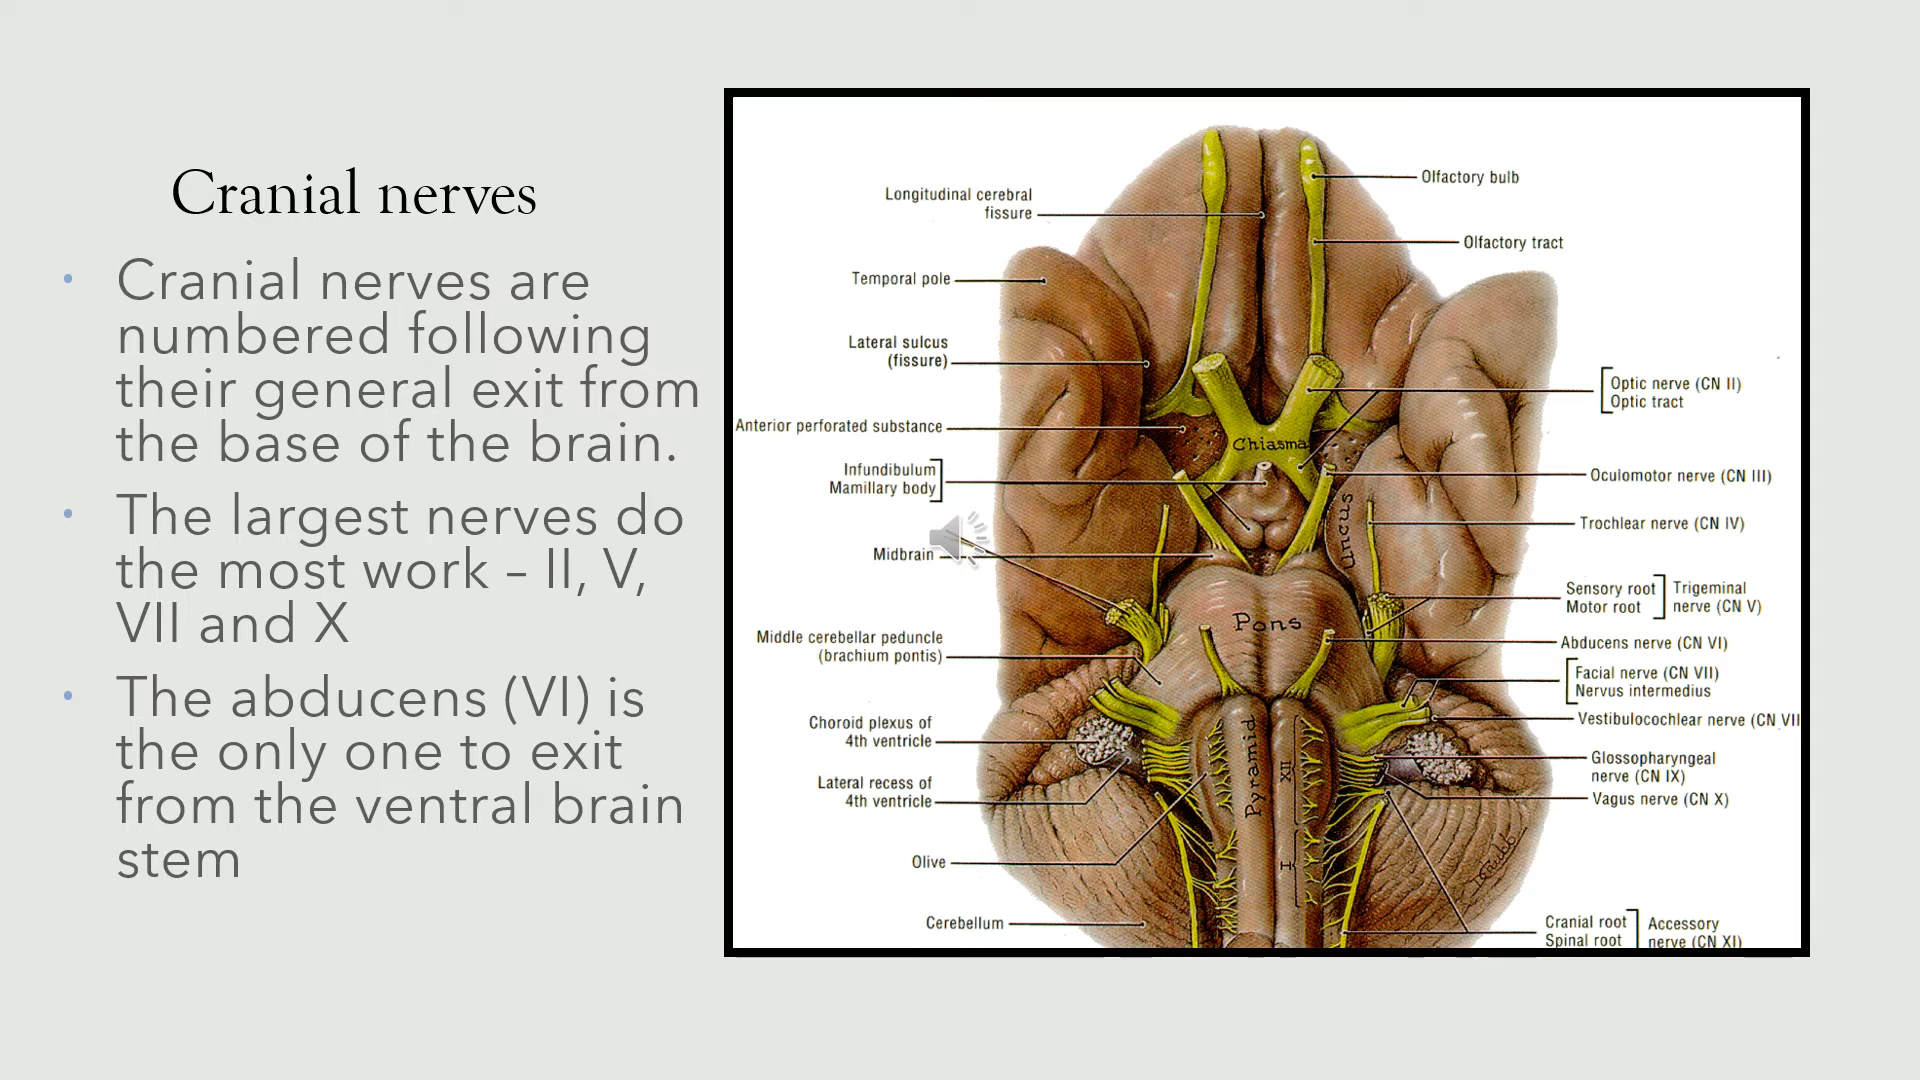 Cranial nerves
Cranial nerves are
numbered following
their general exit from
the base of the brain.
The largest nerves do
the most work – II, V,
VII and X
The abducens (VI) is
the only one to exit
from the ventral brain
stem
Longitudinal cerebral
fissure
Temporal pole
Lateral sulcus
(fissure)
Anterior perforated substance
Infundibulum
Mamillary body
Midbrain
Middle cerebellar peduncle
(brachium pontis)
Choroid plexus of
4th ventricle
Lateral recess of
4th ventricle
Olive
Cerebellum
Chiasma
Uncus
Pons
Pyramid
XII
I
Olfactory bulb
Olfactory tract
Optic nerve (CN II)
Optic tract
Oculomotor nerve (CN III)
Trochlear nerve (CN IV)
Sensory root
Motor root
Trigeminal
nerve (CN V)
Abducens nerve (CN VI)
Facial nerve (CN VII)
Nervus intermedius
Vestibulocochlear nerve (CN VII
Glossopharyngeal
nerve (CN IX)
Vagus nerve (CN X)
Cranial root
Spinal root
Accessory
nerve (CN XI)